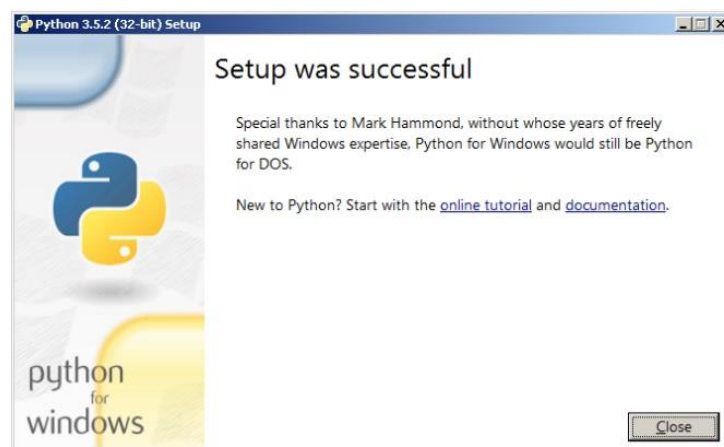 Python 3.5.2 (32-bit) Setup
Setup was successful
Special thanks to Mark Hammond, without whose years of freely
shared Windows expertise, Python for Windows would still be Python
for DOS.
New to Python? Start with the online tutorial and documentation.
python
for
windows
Close